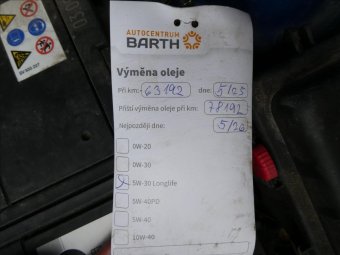 AUTOCENTRUM
BARTH
Výměna oleje
Při km: 63192 dne: 5/25
Příští výměna oleje při km: 78192
Nejpozději dne: 5/26
0W-20
0W-30
5W-30 Longlife
5W-40PD
5W-40
10W-40